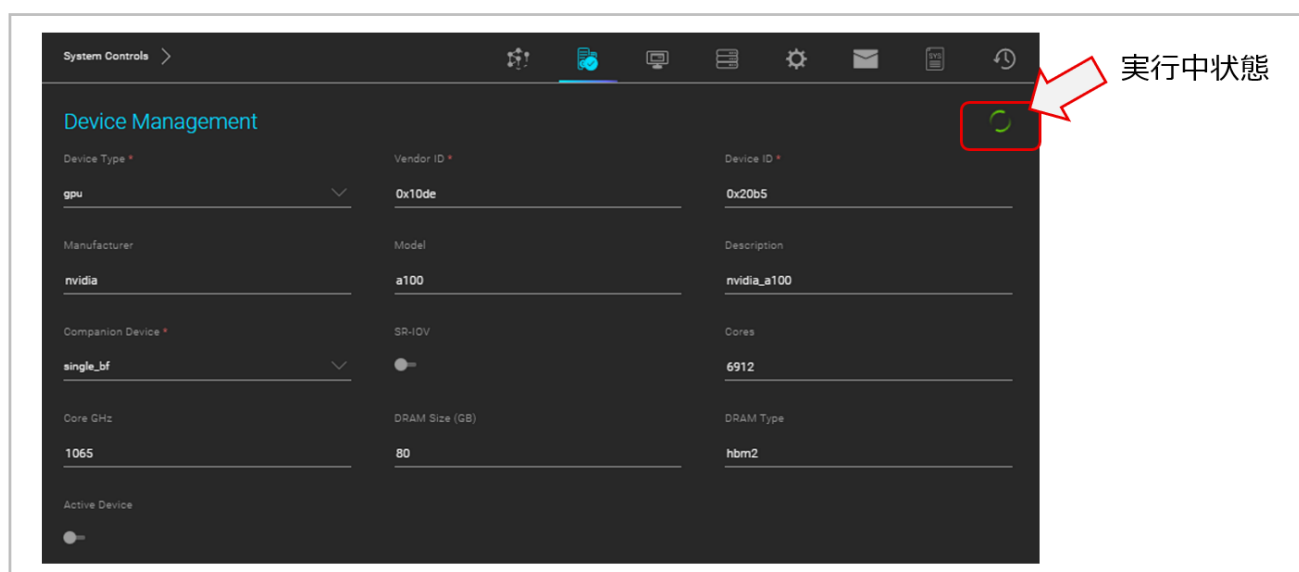 System Controls
SYS
実行中状態
Device Management
Device Type * Vendor ID * Device ID *
gpu 0x10de 0x20b5
Manufacturer Model Description
nvidia a100 nvidia_a100
Companion Device * SR-IOV Cores
single_bf 6912
Core GHz DRAM Size (GB) DRAM Type
1065 80 hbm2
Active Device